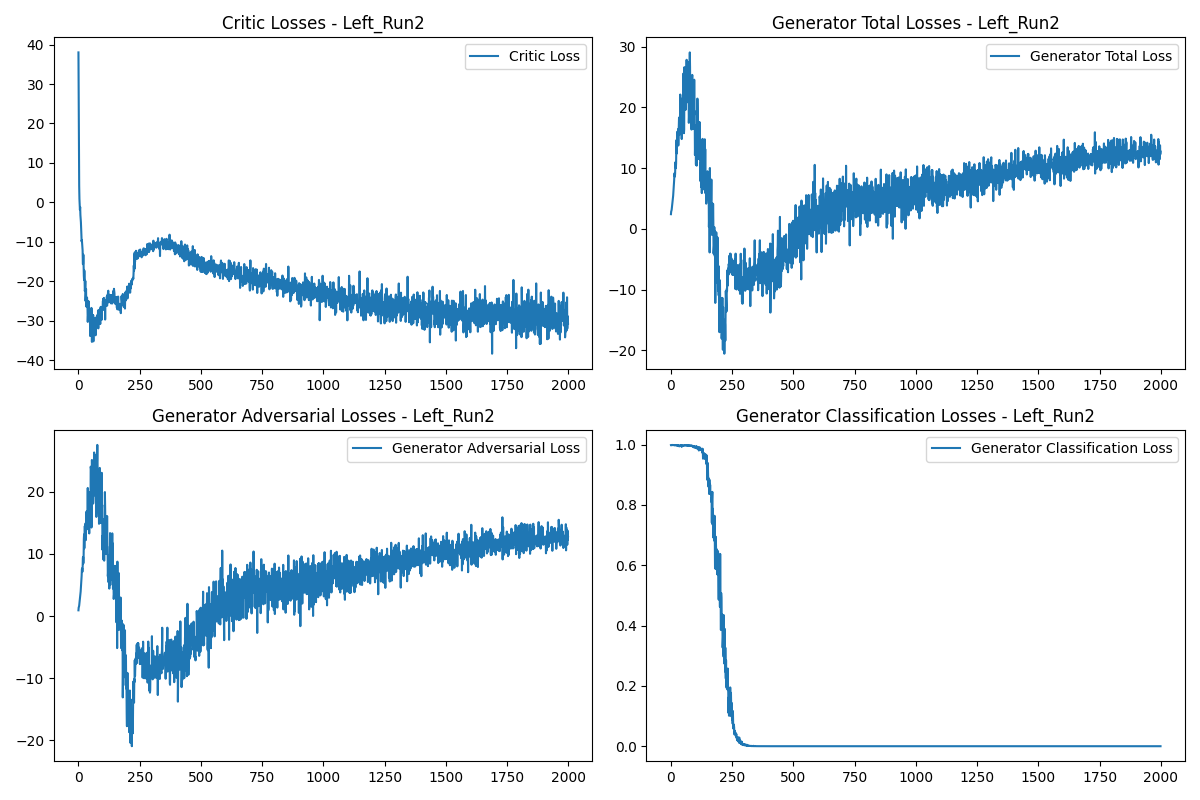 Critic Losses - Left_Run2
Critic Loss
40
30
20
10
0
−10
−20
−30
−40
0 250 500 750 1000 1250 1500 1750 2000
Generator Total Losses - Left_Run2
Generator Total Loss
30
20
10
0
−10
−20
0 250 500 750 1000 1250 1500 1750 2000
Generator Adversarial Losses - Left_Run2
Generator Adversarial Loss
20
10
0
−10
−20
0 250 500 750 1000 1250 1500 1750 2000
Generator Classification Losses - Left_Run2
Generator Classification Loss
1.0
0.8
0.6
0.4
0.2
0.0
0 250 500 750 1000 1250 1500 1750 2000